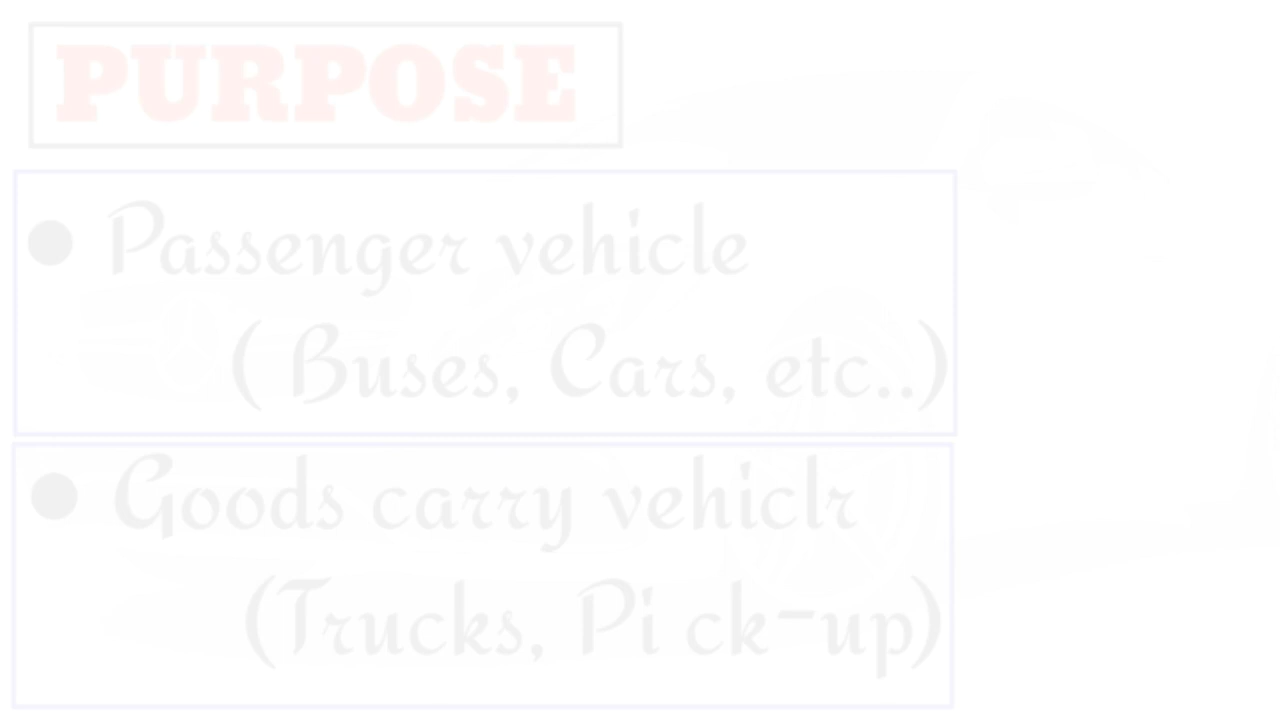 PURPOSE
● Passenger vehicle
( Buses, Cars, etc..)
● Goods carry vehiclr
(Trucks, Pi ck-up)